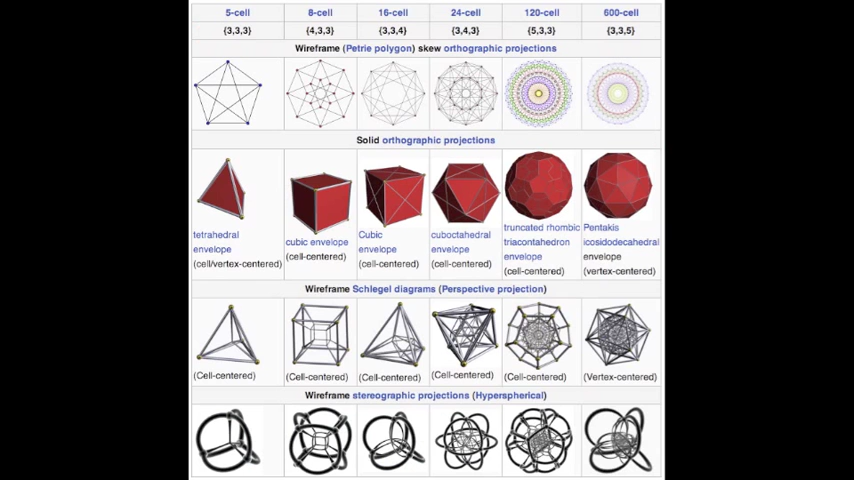 5-cell 8-cell 16-cell 24-cell 120-cell 600-cell
{3,3,3} {4,3,3} {3,3,4} {3,4,3} {5,3,3} {3,3,5}
Wireframe (Petrie polygon) skew orthographic projections
Solid orthographic projections
tetrahedral envelope (cell/vertex-centered)
cubic envelope (cell-centered)
Cubic envelope (cell-centered)
cuboctahedral envelope (cell-centered)
truncated rhombic triacontahedron envelope (cell-centered)
Pentakis icosidodecahedral envelope (vertex-centered)
Wireframe Schlegel diagrams (Perspective projection)
(Cell-centered) (Cell-centered) (Cell-centered) (Cell-centered) (Cell-centered) (Vertex-centered)
Wireframe stereographic projections (Hyperspherical)